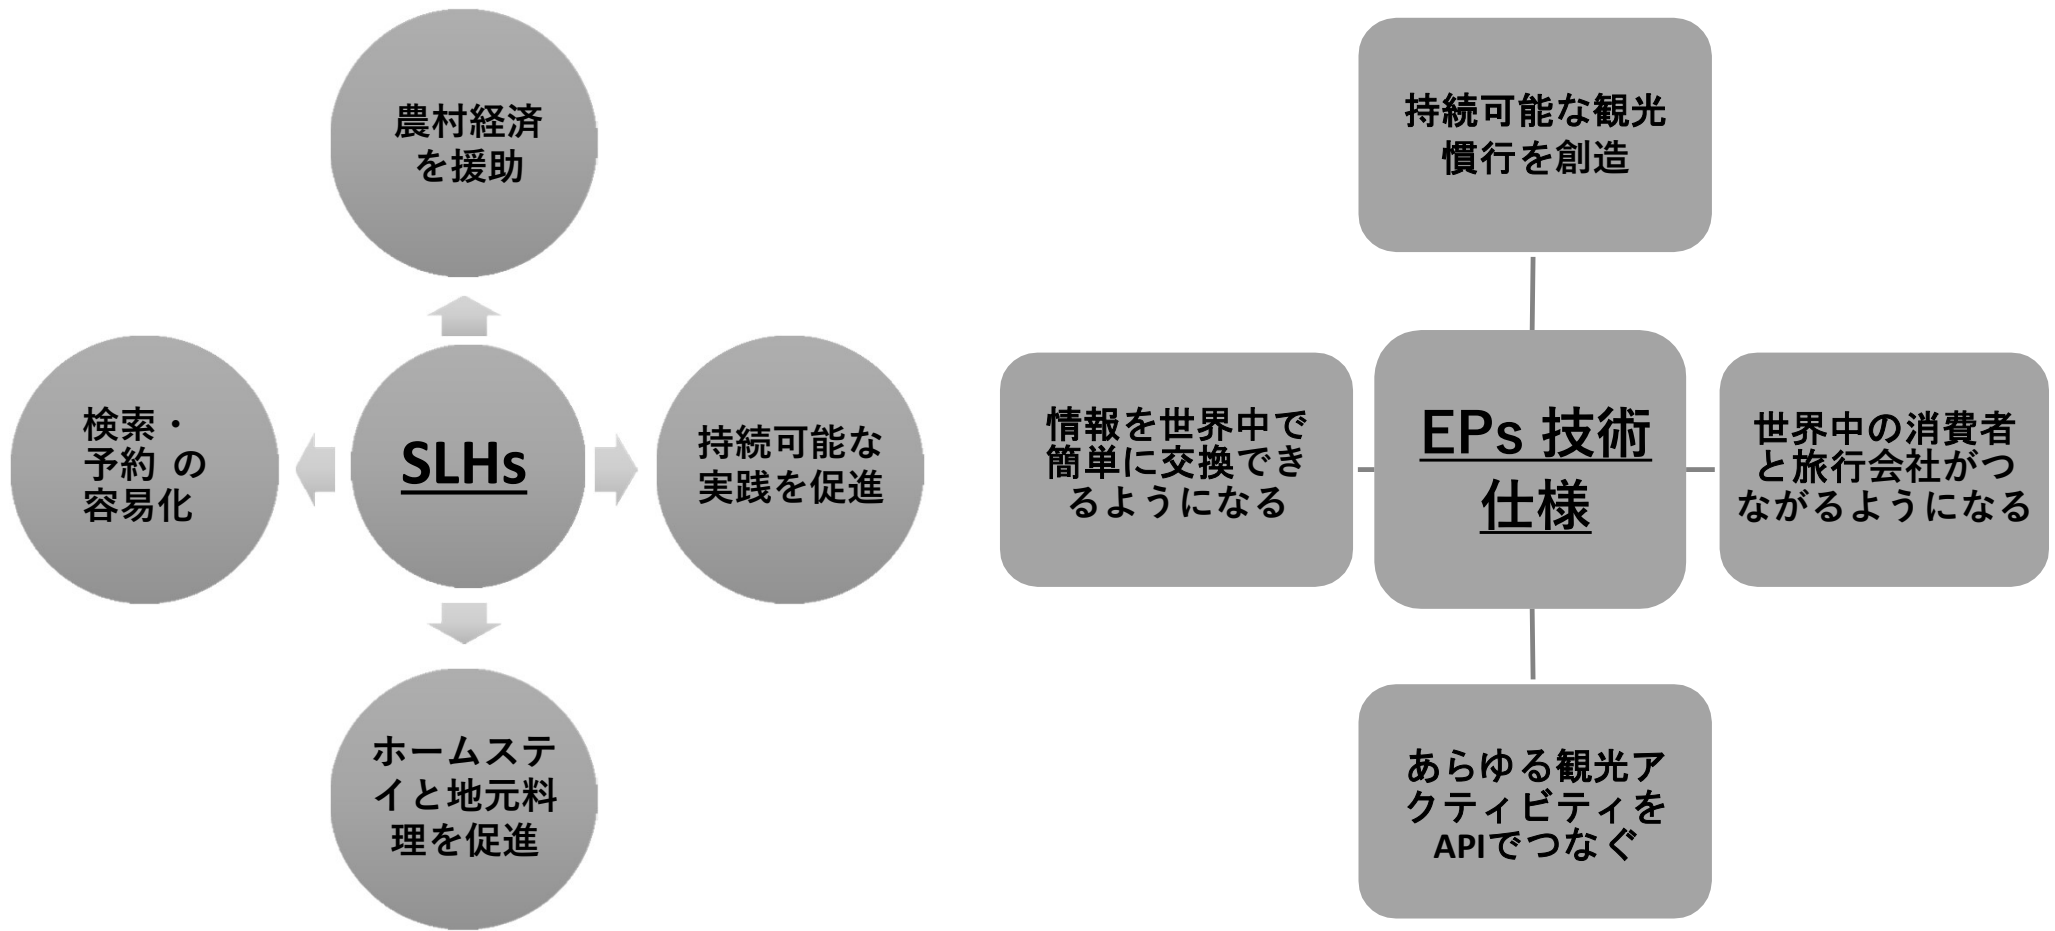 農村経済
を援助
検索・
予約 の
容易化
SLHs
持続可能な
実践を促進
ホームステ
イと地元料
理を促進
持続可能な観光
慣行を創造
情報を世界中で
簡単に交換でき
るようになる
EPs 技術
仕様
世界中の消費者
と旅行会社がつ
ながるようになる
あらゆる観光ア
クティビティを
APIでつなぐ